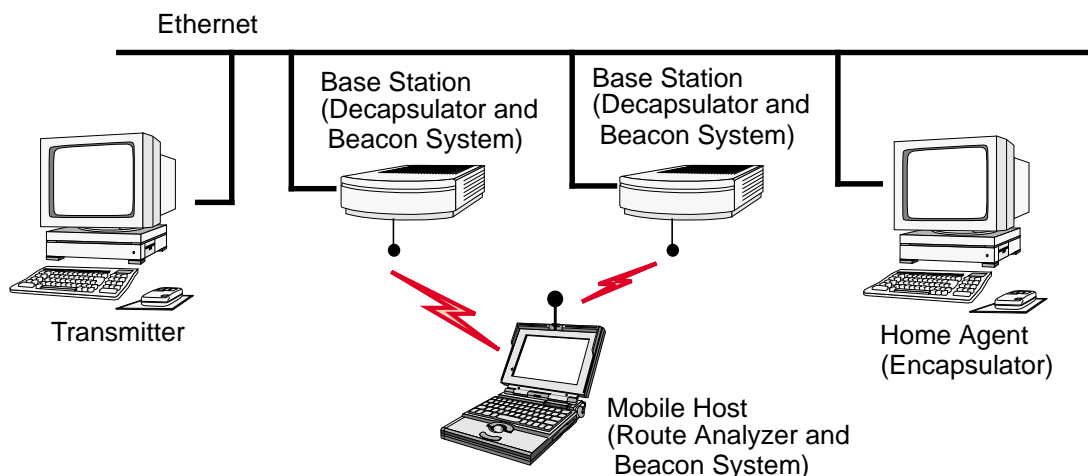 Ethernet
Base Station
(Decapsulator and
Beacon System)
Base Station
(Decapsulator and
Beacon System)
Transmitter
Home Agent
(Encapsulator)
Mobile Host
(Route Analyzer and
Beacon System)